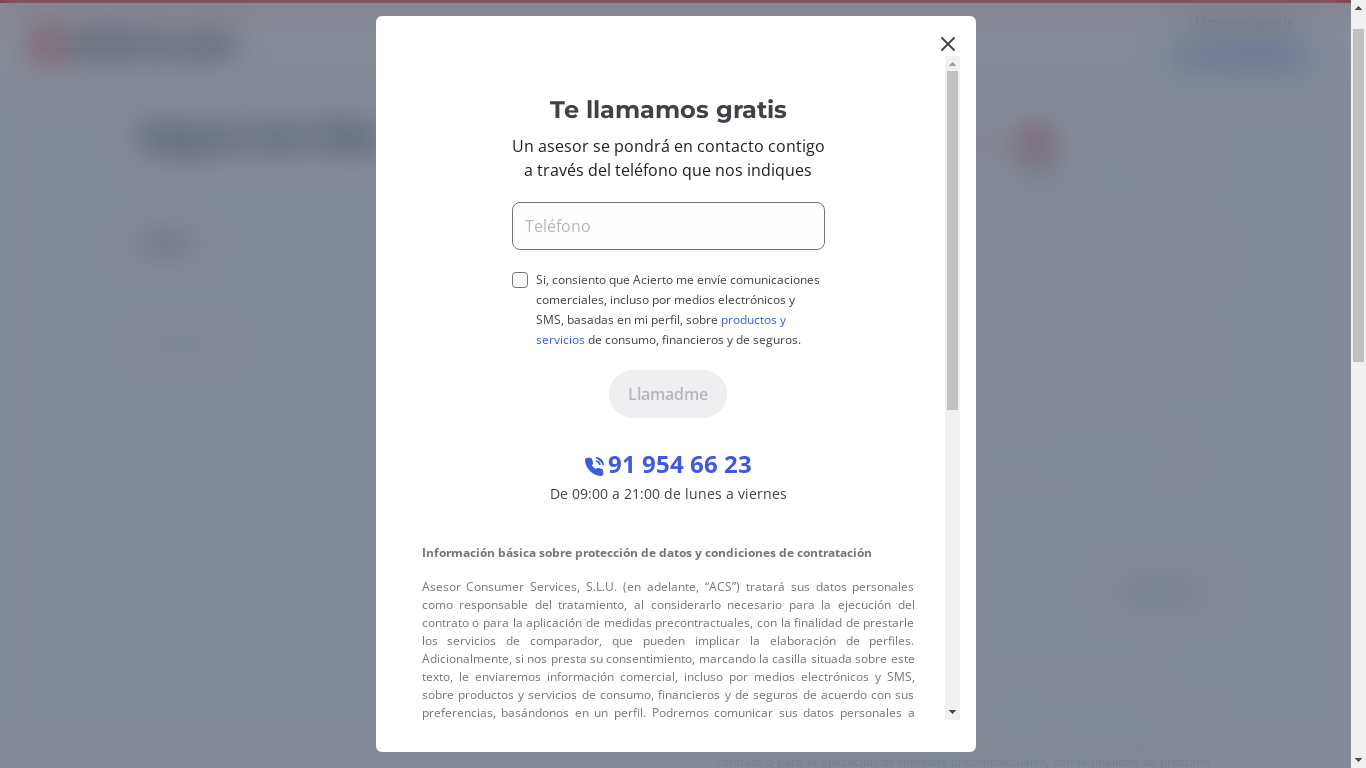 Te llamamos gratis
Un asesor se pondrá en contacto contigo
a través del teléfono que nos indiques
Teléfono
Si, consiento que Acierto me envíe comunicaciones
comerciales, incluso por medios electrónicos y
SMS, basadas en mi perfil, sobre productos y
servicios de consumo, financieros y de seguros.
Llamadme
91 954 66 23
De 09:00 a 21:00 de lunes a viernes
Información básica sobre protección de datos y condiciones de contratación
Asesor Consumer Services, S.L.U. (en adelante, “ACS”) tratará sus datos personales
como responsable del tratamiento, al considerarlo necesario para la ejecución del
contrato o para la aplicación de medidas precontractuales, con la finalidad de prestarle
los servicios de comparador, que pueden implicar la elaboración de perfiles.
Adicionalmente, si nos presta su consentimiento, marcando la casilla situada sobre este
texto, le enviaremos información comercial, incluso por medios electrónicos y SMS,
sobre productos y servicios de consumo, financieros y de seguros de acuerdo con sus
preferencias, basándonos en un perfil. Podremos comunicar sus datos personales a